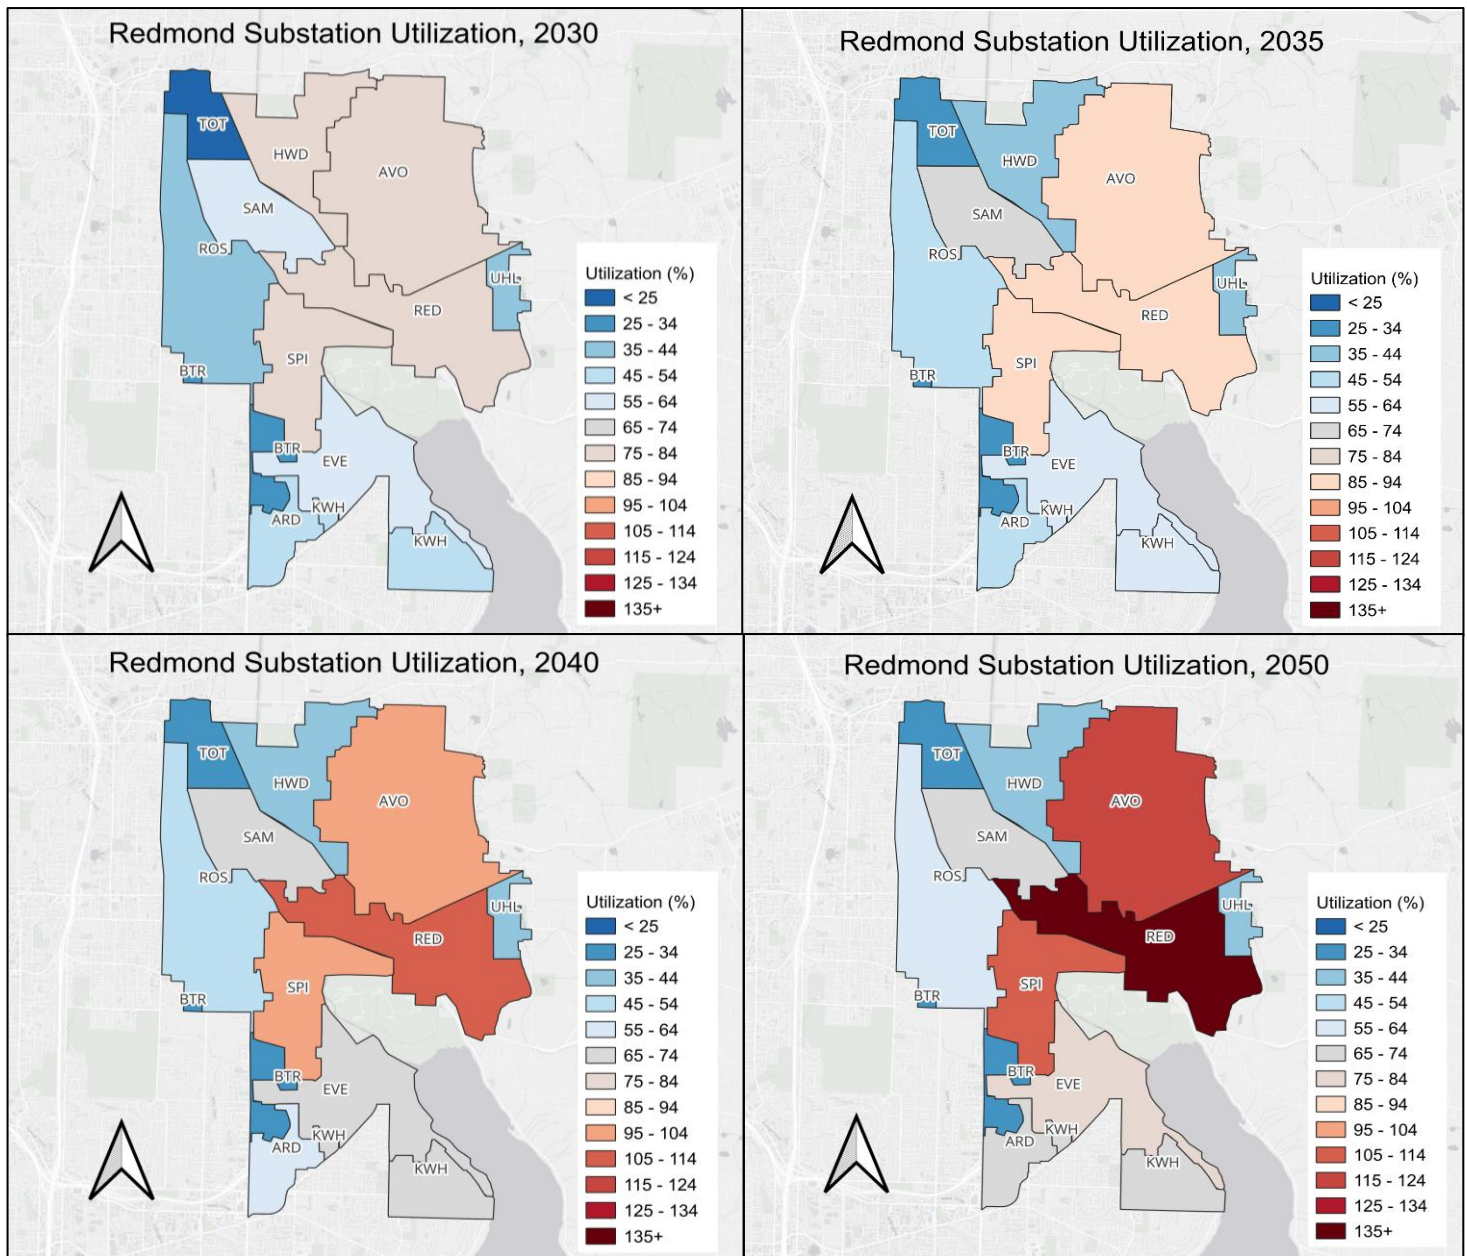 Redmond Substation Utilization, 2030
TOT
HWD
AVO
SAM
ROS
UHL
RED
SPI
BTR
BTR
EVE
KWH
ARD
KWH
Utilization (%)
< 25
25 - 34
35 - 44
45 - 54
55 - 64
65 - 74
75 - 84
85 - 94
95 - 104
105 - 114
115 - 124
125 - 134
135+
Redmond Substation Utilization, 2035
TOT
HWD
AVO
SAM
ROS
UHL
RED
SPI
BTR
BTR
EVE
KWH
ARD
KWH
Utilization (%)
< 25
25 - 34
35 - 44
45 - 54
55 - 64
65 - 74
75 - 84
85 - 94
95 - 104
105 - 114
115 - 124
125 - 134
135+
Redmond Substation Utilization, 2040
TOT
HWD
AVO
SAM
ROS
UHL
RED
SPI
BTR
BTR
EVE
KWH
ARD
KWH
Utilization (%)
< 25
25 - 34
35 - 44
45 - 54
55 - 64
65 - 74
75 - 84
85 - 94
95 - 104
105 - 114
115 - 124
125 - 134
135+
Redmond Substation Utilization, 2050
TOT
HWD
AVO
SAM
ROS
UHL
RED
SPI
BTR
BTR
EVE
KWH
ARD
KWH
Utilization (%)
< 25
25 - 34
35 - 44
45 - 54
55 - 64
65 - 74
75 - 84
85 - 94
95 - 104
105 - 114
115 - 124
125 - 134
135+